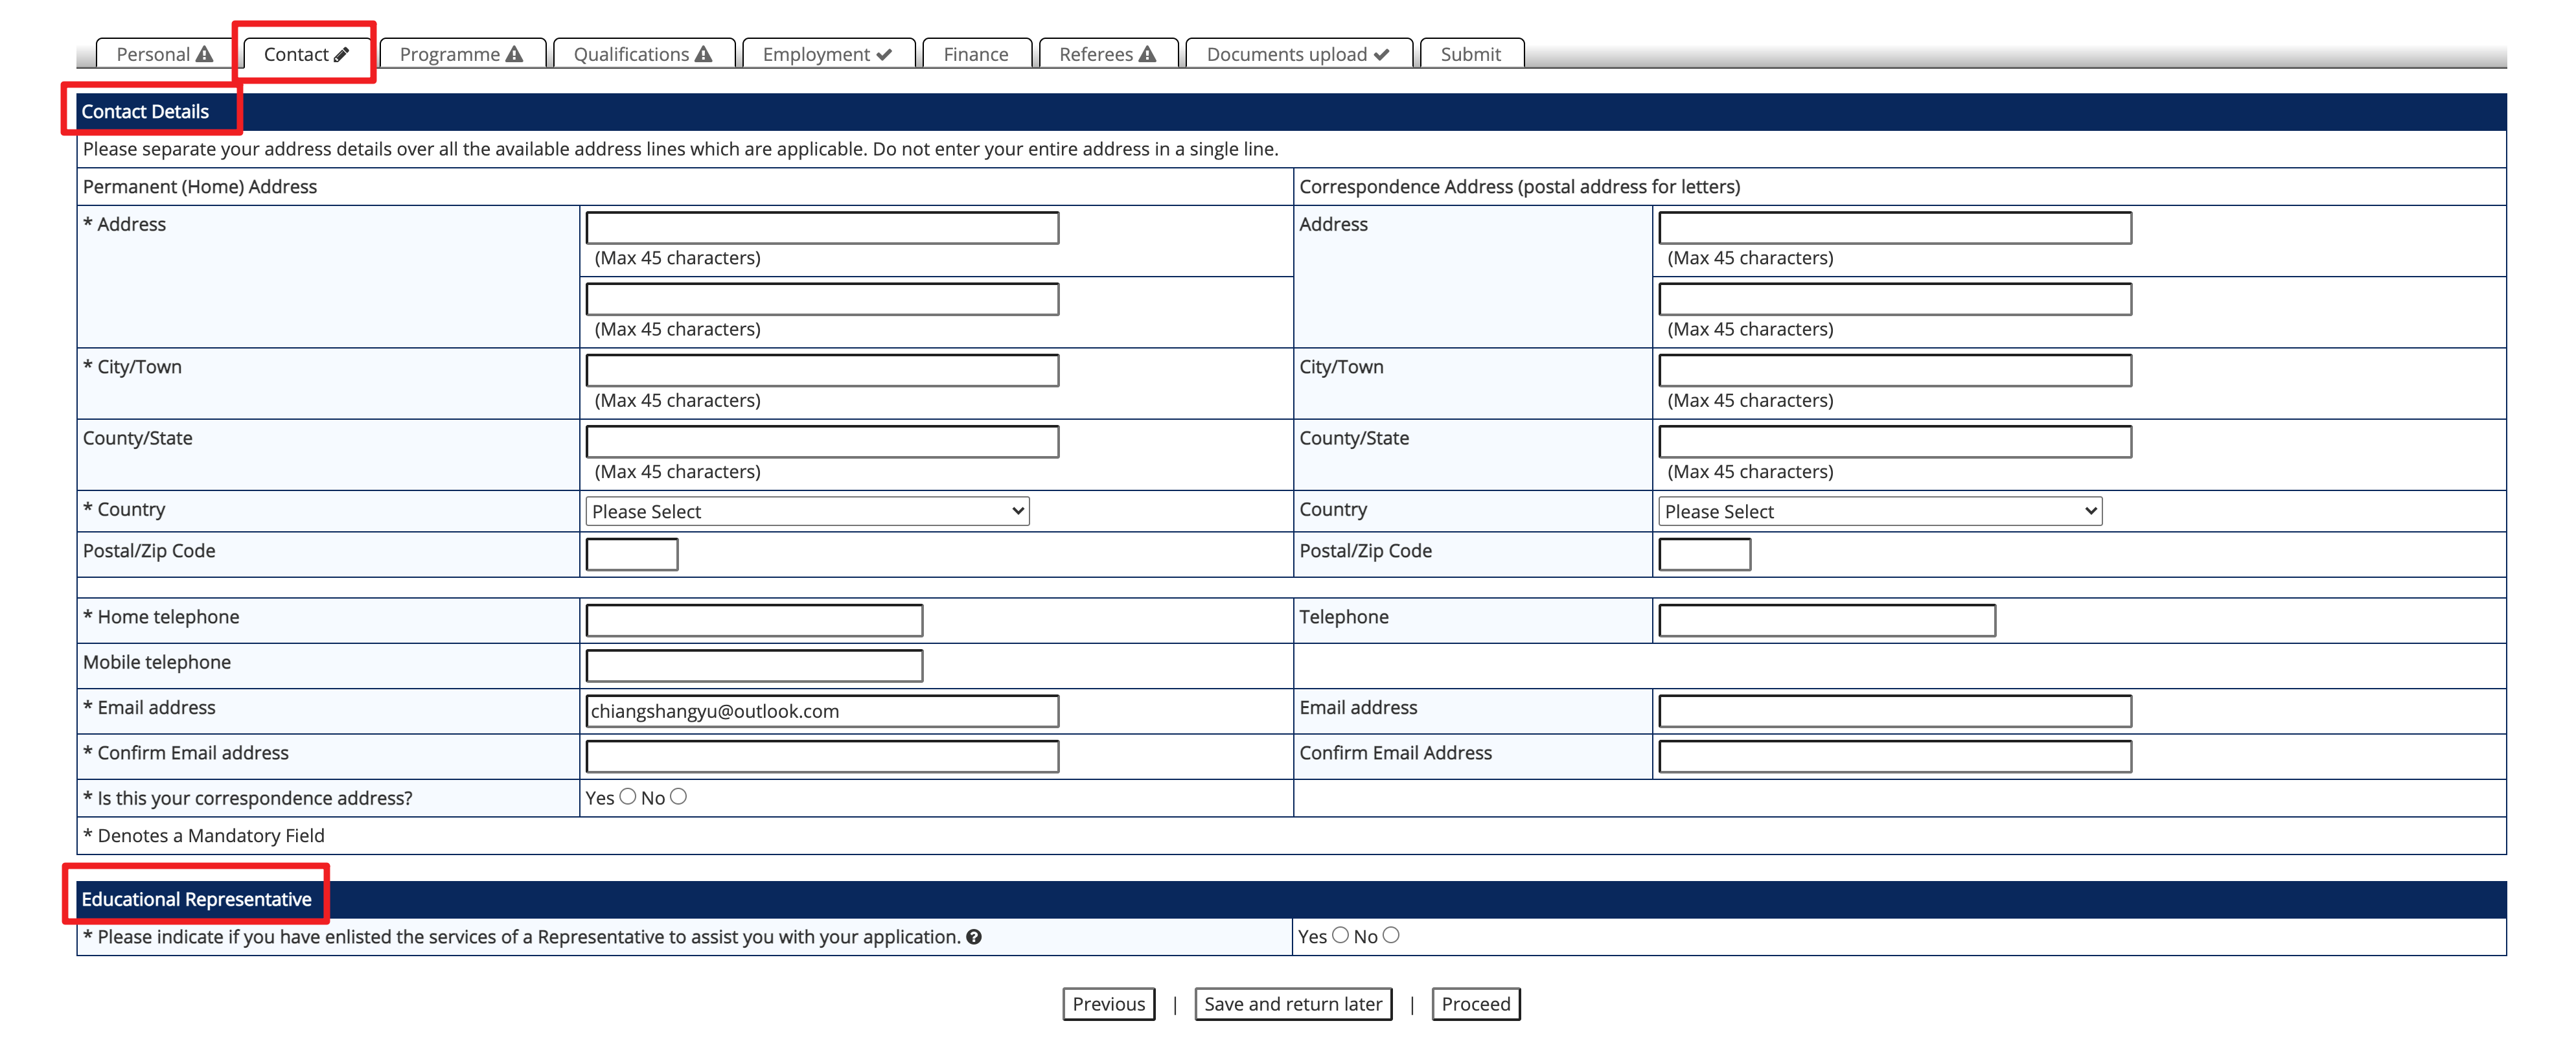 Personal Contact Programme Qualifications Employment Finance Referees Documents upload Submit
Contact Details
Please separate your address details over all the available address lines which are applicable. Do not enter your entire address in a single line.
Permanent (Home) Address Correspondence Address (postal address for letters)
* Address Address
(Max 45 characters) (Max 45 characters)
(Max 45 characters) (Max 45 characters)
* City/Town City/Town
(Max 45 characters) (Max 45 characters)
County/State County/State
(Max 45 characters) (Max 45 characters)
* Country Please Select Country Please Select
Postal/Zip Code Postal/Zip Code
* Home telephone Telephone
Mobile telephone
* Email address chiangshangyu@outlook.com Email address
* Confirm Email address Confirm Email Address
* Is this your correspondence address? Yes No
* Denotes a Mandatory Field
Educational Representative
* Please indicate if you have enlisted the services of a Representative to assist you with your application. Yes No
Previous | Save and return later | Proceed